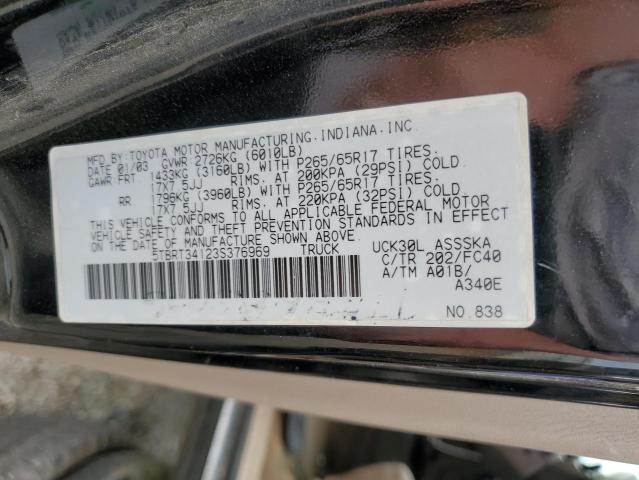 MFD.BY:TOYOTA MOTOR MANUFACTURING.INDIANA.INC
DATE 01/03 GVWR 2726KG (6010LB)
GAWR FRT 1433KG (3160LB) WITH P265/65R17 TIRES.
17X7.5JJ RIMS. AT 200KPA (29PSI) COLD
RR 1796KG (3960LB) WITH P265/65R17 TIRES.
17X7.5JJ RIMS. AT 220KPA (32PSI) COLD
THIS VEHICLE CONFORMS TO ALL APPLICABLE FEDERAL MOTOR
VEHICLE SAFETY AND THEFT PREVENTION STANDARDS IN EFFECT
ON THE DATE OF MANUFACTURE SHOWN ABOVE.
5TBRT34123S376969 TRUCK UCK30L ASSSKA
C/TR 202/FC40
A/TM A01B/
A340E
NO.838